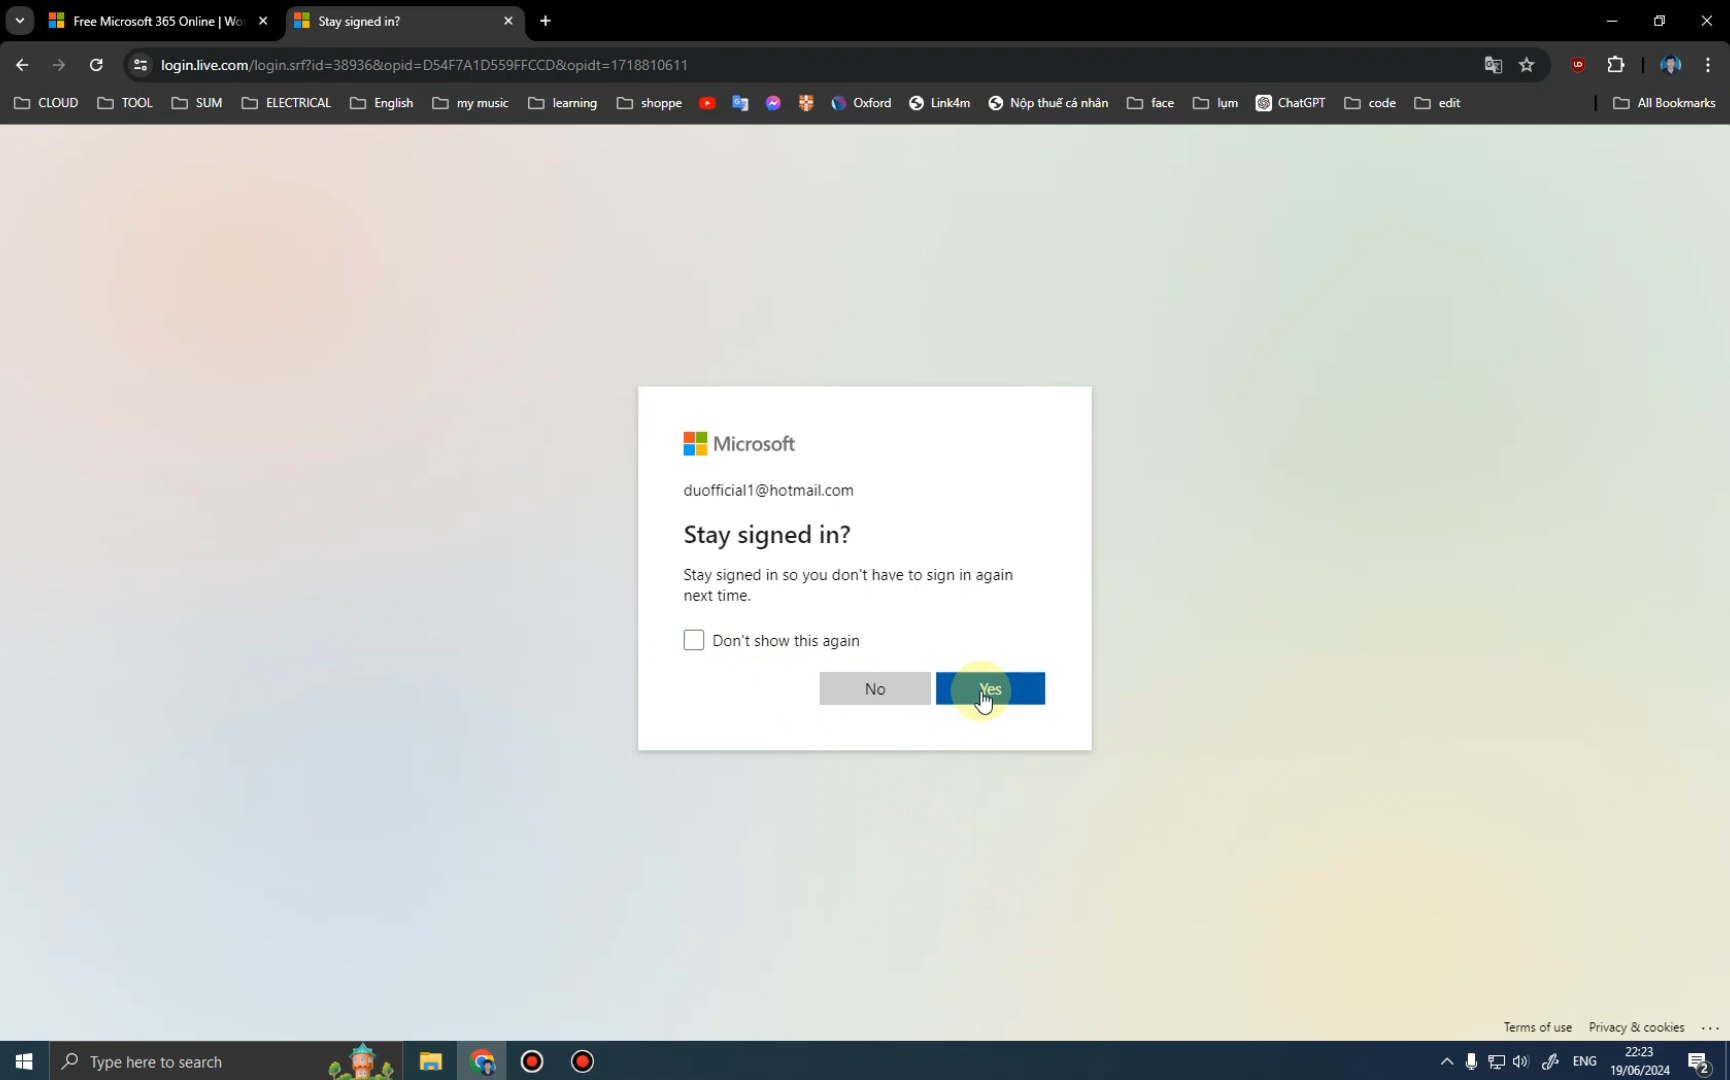 Free Microsoft 365 Online | Wo
Stay signed in?
login.live.com/login.srf?id=38936&opid=D54F7A1D559FFCCD&opidt=1718810611
CLOUD TOOL SUM ELECTRICAL English my music learning shoppe Oxford Link4m Nộp thuế cá nhân face lụm ChatGPT code edit All Bookmarks
Microsoft
duofficial1@hotmail.com
Stay signed in?
Stay signed in so you don't have to sign in again
next time.
Don't show this again
No Yes
Terms of use Privacy & cookies ...
Type here to search
ENG
22:23
19/06/2024
2